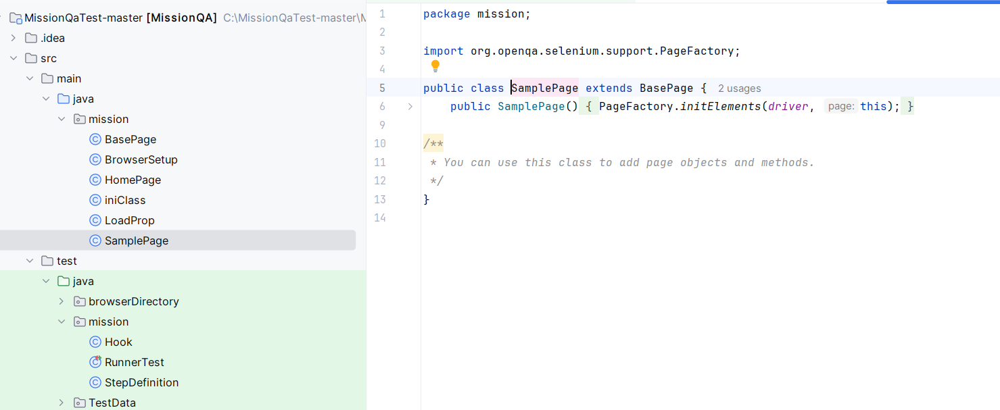 MissionQaTest-master [MissionQA] C:\MissionQaTest-master\M
.idea
src
main
java
mission
BasePage
BrowserSetup
HomePage
iniClass
LoadProp
SamplePage
test
java
browserDirectory
mission
Hook
RunnerTest
StepDefinition
TestData
1 package mission;
2
3 import org.openqa.selenium.support.PageFactory;
4
5 public class SamplePage extends BasePage { 2 usages
6 public SamplePage() { PageFactory.initElements(driver, page: this); }
9
10 /**
11 * You can use this class to add page objects and methods.
12 */
13 }
14